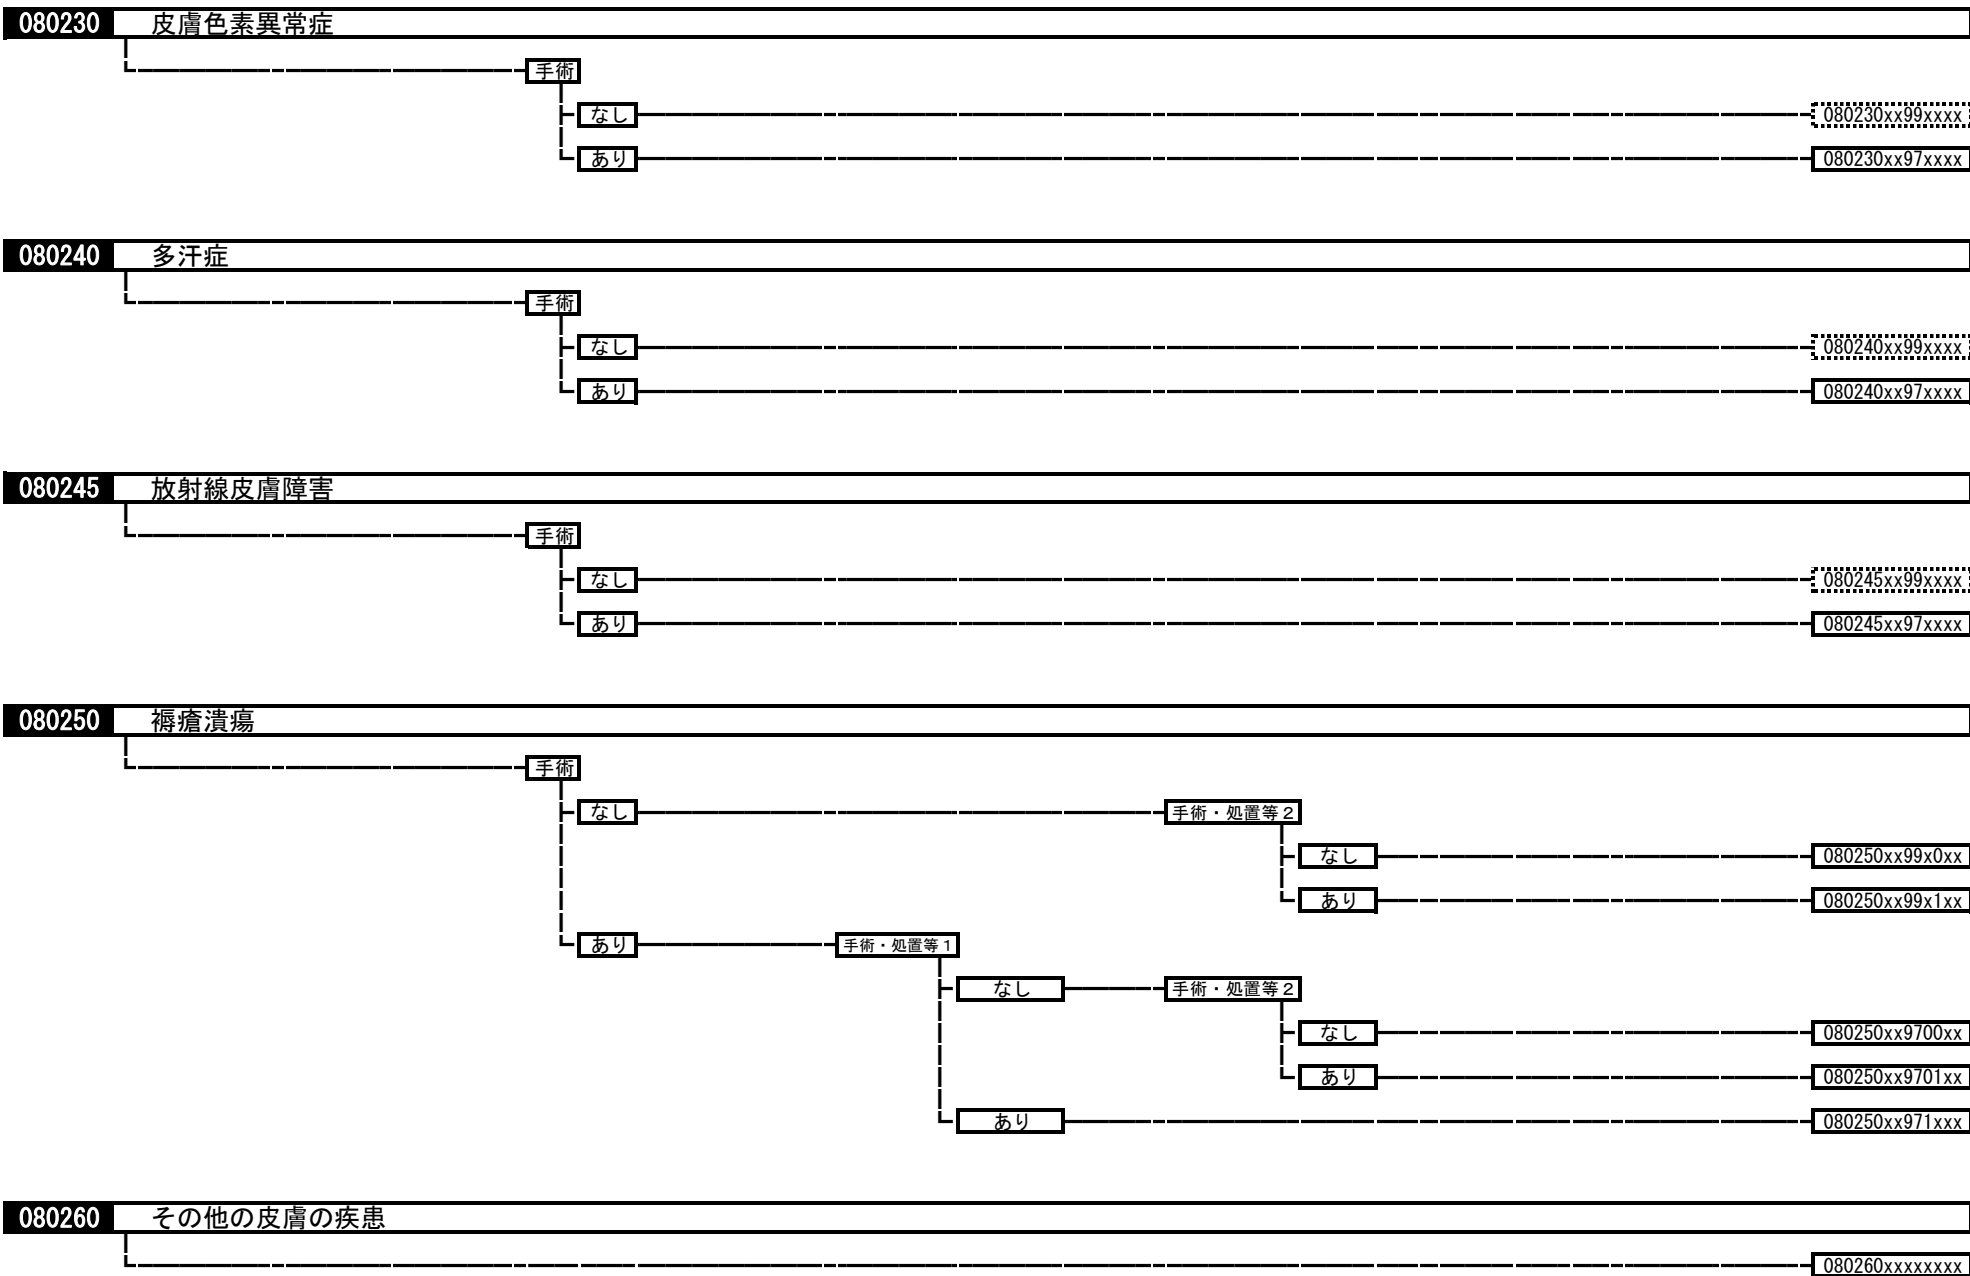 080230 皮膚色素異常症
手術
なし 080230xx99xxxx
あり 080230xx97xxxx
080240 多汗症
手術
なし 080240xx99xxxx
あり 080240xx97xxxx
080245 放射線皮膚障害
手術
なし 080245xx99xxxx
あり 080245xx97xxxx
080250 褥瘡潰瘍
手術
なし 手術・処置等2
なし 080250xx99x0xx
あり 080250xx99x1xx
あり 手術・処置等1
なし 手術・処置等2
なし 080250xx9700xx
あり 080250xx9701xx
あり 080250xx971xxx
080260 その他の皮膚の疾患
080260xxxxxxxx